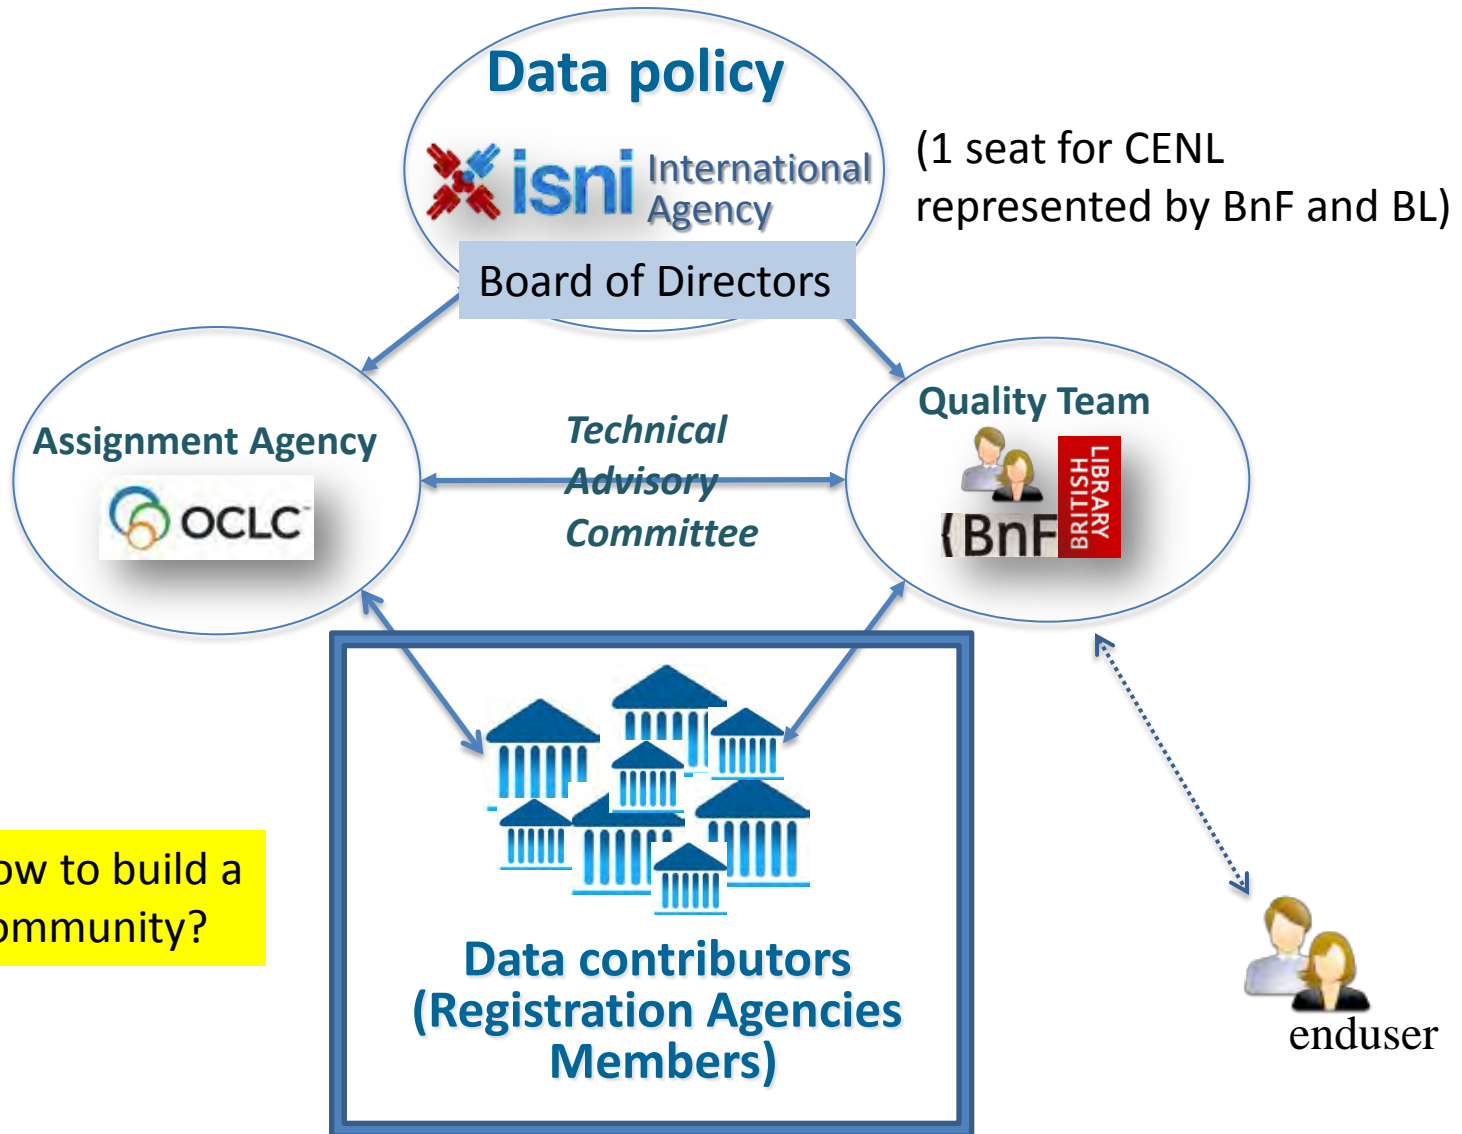 Data policy
isni International
Agency
Board of Directors
(1 seat for CENL
represented by BnF and BL)
Assignment Agency
OCLC
Technical
Advisory
Committee
Quality Team
{BnF
BRITISH
LIBRARY
ow to build a
ommunity?
Data contributors
(Registration Agencies
Members)
enduser